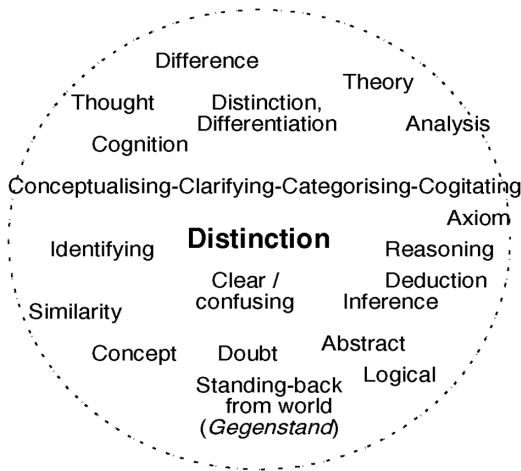 Difference
Theory
Thought
Distinction,
Differentiation
Analysis
Cognition
Conceptualising-Clarifying-Categorising-Cogitating
Axiom
Identifying
Distinction
Reasoning
Clear /
confusing
Deduction
Inference
Similarity
Concept
Doubt
Abstract
Logical
Standing-back
from world
(Gegenstand)